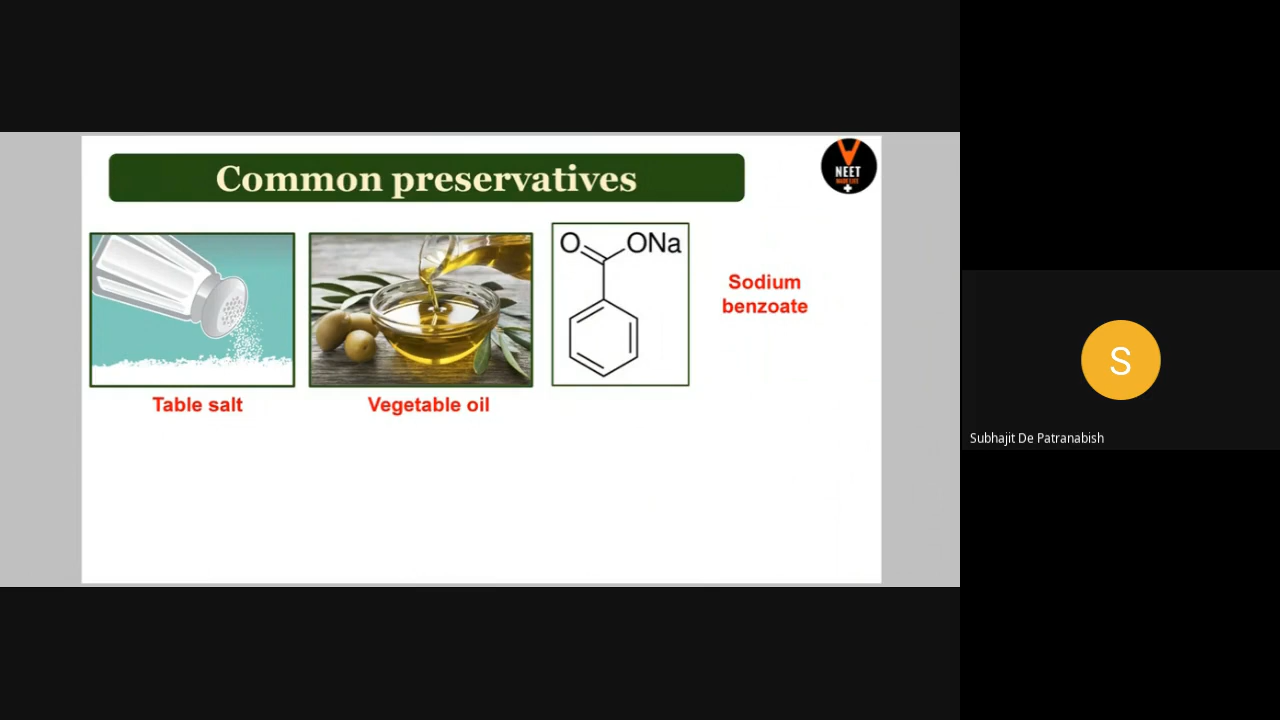 Common preservatives
NEET
O
ONa
Sodium
benzoate
Table salt
Vegetable oil
S
Subhajit De Patranabish